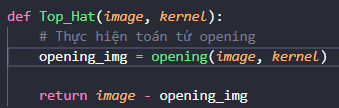 def Top_Hat(image, kernel):
# Thực hiện toán tử opening
opening_img = opening(image, kernel)
return image - opening_img